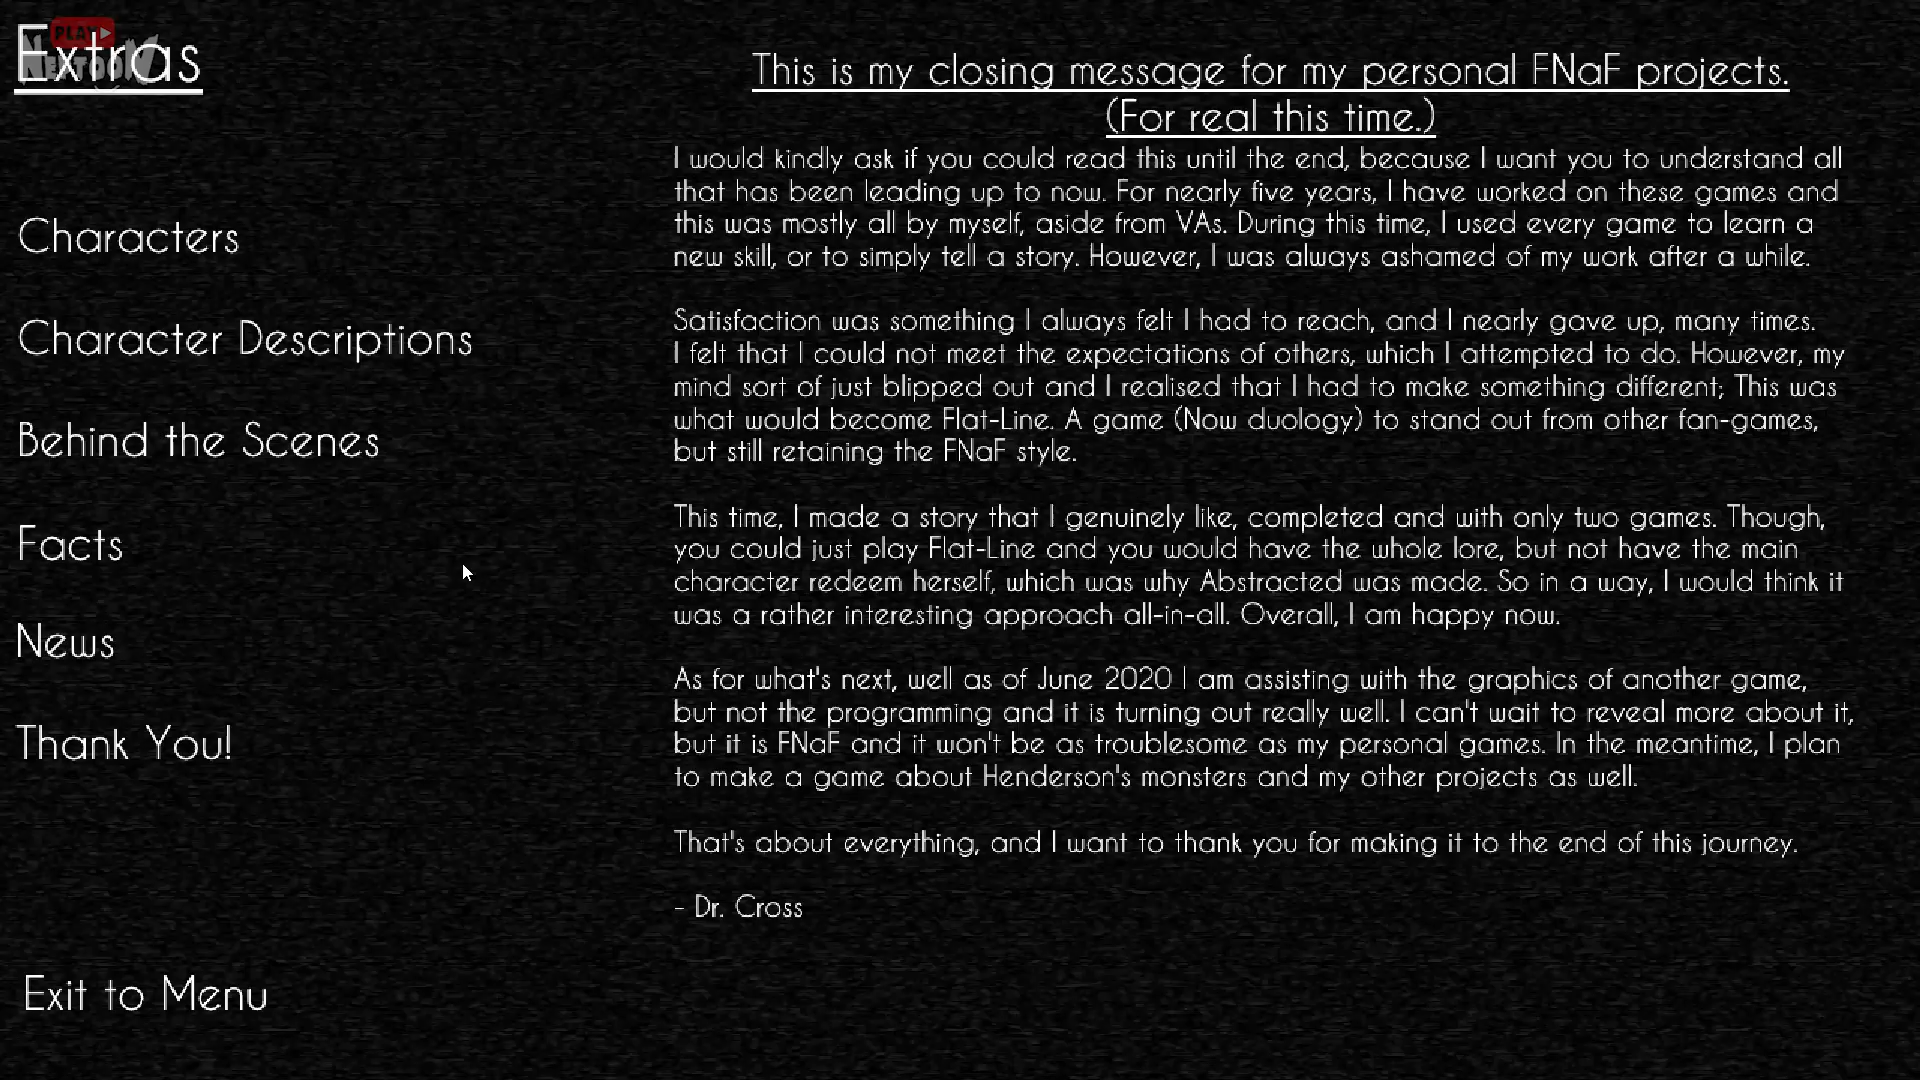 Extras
PLAY
This is my closing message for my personal FNaF projects.
(For real this time.)
I would kindly ask if you could read this until the end, because I want you to understand all
that has been leading up to now. For nearly five years, I have worked on these games and
this was mostly all by myself, aside from VAs. During this time, I used every game to learn a
new skill, or to simply tell a story. However, I was always ashamed of my work after a while.
Satisfaction was something I always felt I had to reach, and I nearly gave up, many times.
I felt that I could not meet the expectations of others, which I attempted to do. However, my
mind sort of just blipped out and I realised that I had to make something different; This was
what would become Flat-Line. A game (Now duology) to stand out from other fan-games,
but still retaining the FNaF style.
This time, I made a story that I genuinely like, completed and with only two games. Though,
you could just play Flat-Line and you would have the whole lore, but not have the main
character redeem herself, which was why Abstracted was made. So in a way, I would think it
was a rather interesting approach all-in-all. Overall, I am happy now.
As for what's next, well as of June 2020 I am assisting with the graphics of another game,
but not the programming and it is turning out really well. I can't wait to reveal more about it,
but it is FNaF and it won't be as troublesome as my personal games. In the meantime, I plan
to make a game about Henderson's monsters and my other projects as well.
That's about everything, and I want to thank you for making it to the end of this journey.
- Dr. Cross
Characters
Character Descriptions
Behind the Scenes
Facts
News
Thank You!
Exit to Menu